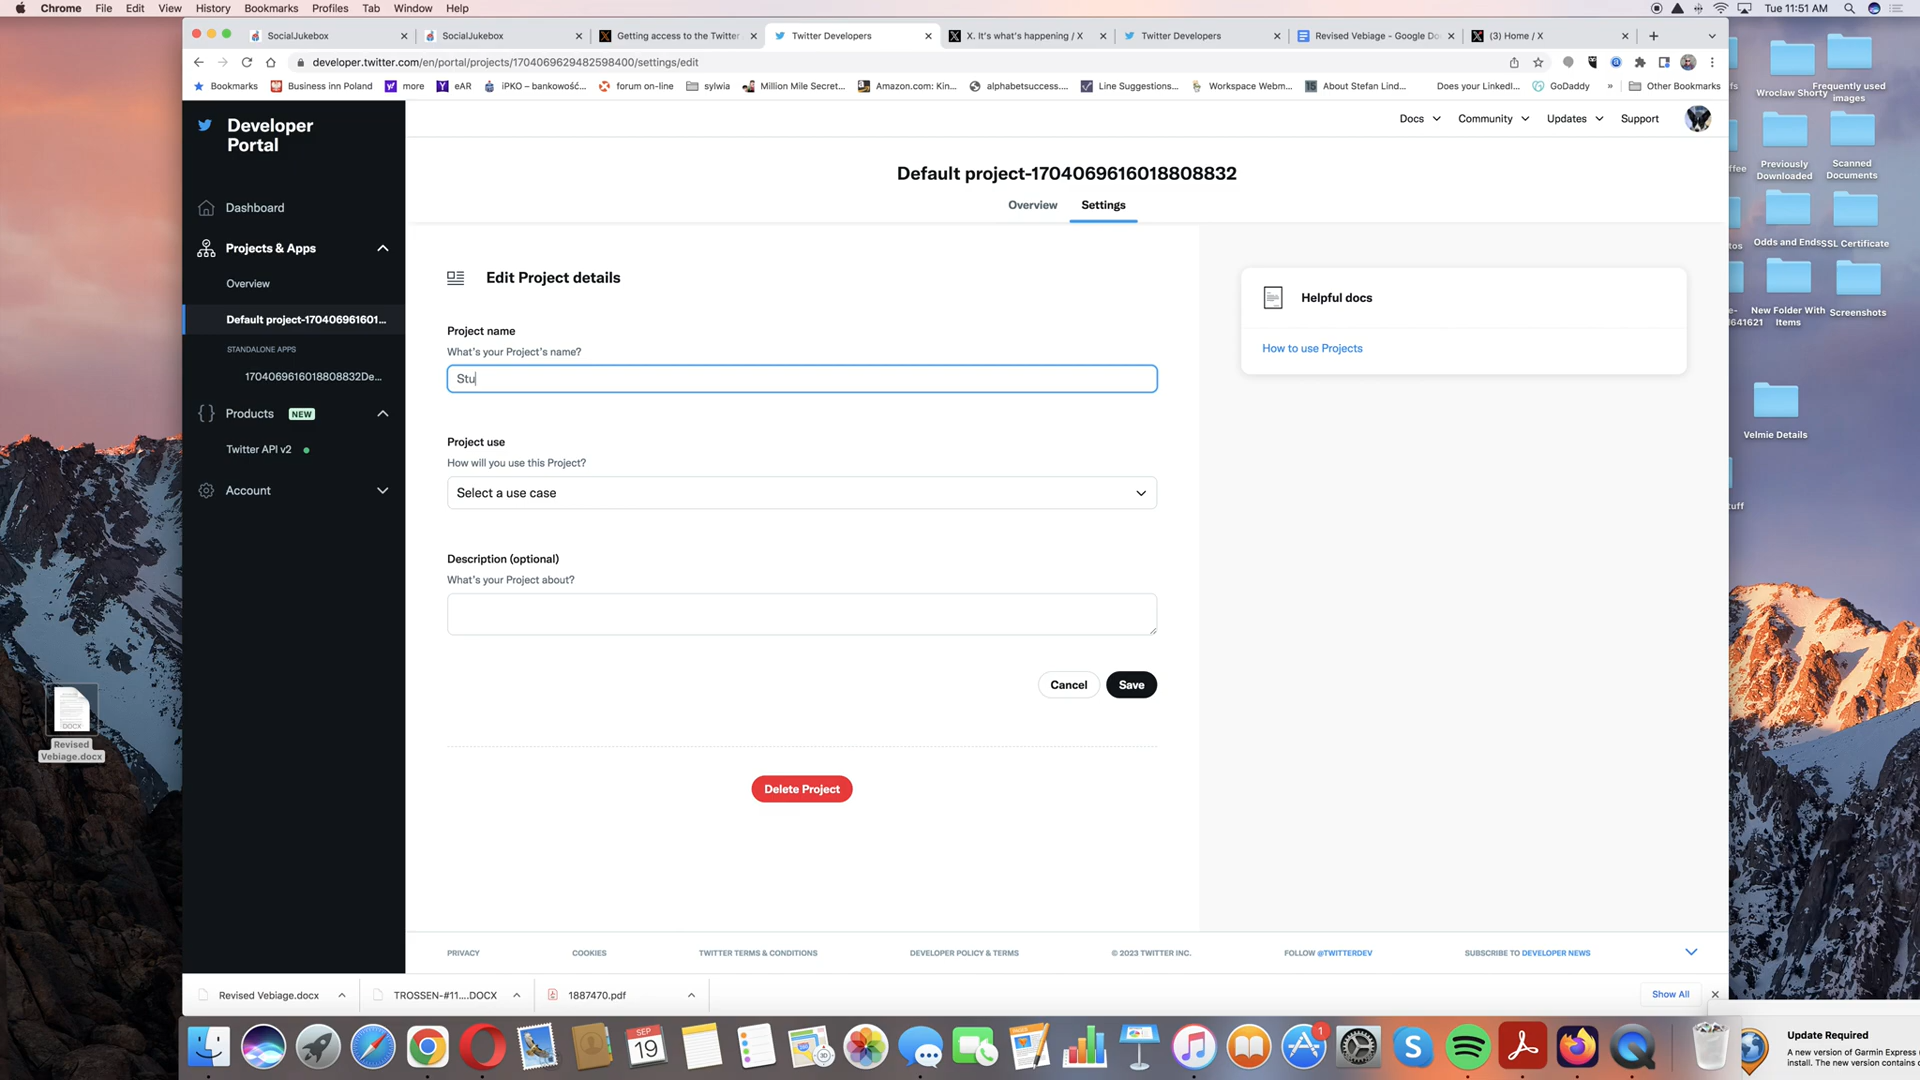 Chrome File Edit View History Bookmarks Profiles Tab Window Help
Tue 11:51 AM
SocialJukebox
SocialJukebox
Getting access to the Twitter
Twitter Developers
X. It's what's happening / X
Twitter Developers
Revised Vebiage - Google Do
(3) Home / X
developer.twitter.com/en/portal/projects/1704069629482598400/settings/edit
Bookmarks
Business inn Poland
more
eAR
iPKO – bankowość...
forum on-line
sylwia
Million Mile Secret...
Amazon.com: Kin...
alphabetsuccess....
Line Suggestions...
Workspace Webm...
About Stefan Lind...
Does your LinkedI...
GoDaddy
»
Other Bookmarks
Developer
Portal
Docs
Community
Updates
Support
Dashboard
Projects & Apps
Overview
Default project-170406961601...
STANDALONE APPS
1704069616018808832De...
Products NEW
Twitter API v2
Account
Default project-1704069616018808832
Overview
Settings
Edit Project details
Project name
What's your Project's name?
Stu
Project use
How will you use this Project?
Select a use case
Description (optional)
What's your Project about?
Cancel
Save
Delete Project
Helpful docs
How to use Projects
PRIVACY
COOKIES
TWITTER TERMS & CONDITIONS
DEVELOPER POLICY & TERMS
© 2023 TWITTER INC.
FOLLOW @TWITTERDEV
SUBSCRIBE TO DEVELOPER NEWS
Revised Vebiage.docx
TROSSEN-#11....DOCX
1887470.pdf
Show All
Wroclaw Shorty
Frequently used
images
Previously
Downloaded
Scanned
Documents
Odds and Ends
SSL Certificate
New Folder With
Items
Screenshots
1641621
Velmie Details
DOCX
Revised
Vebiage.docx
SEP
19
3D
1
Update Required
A new version of Garmin Express
install. The new version contains